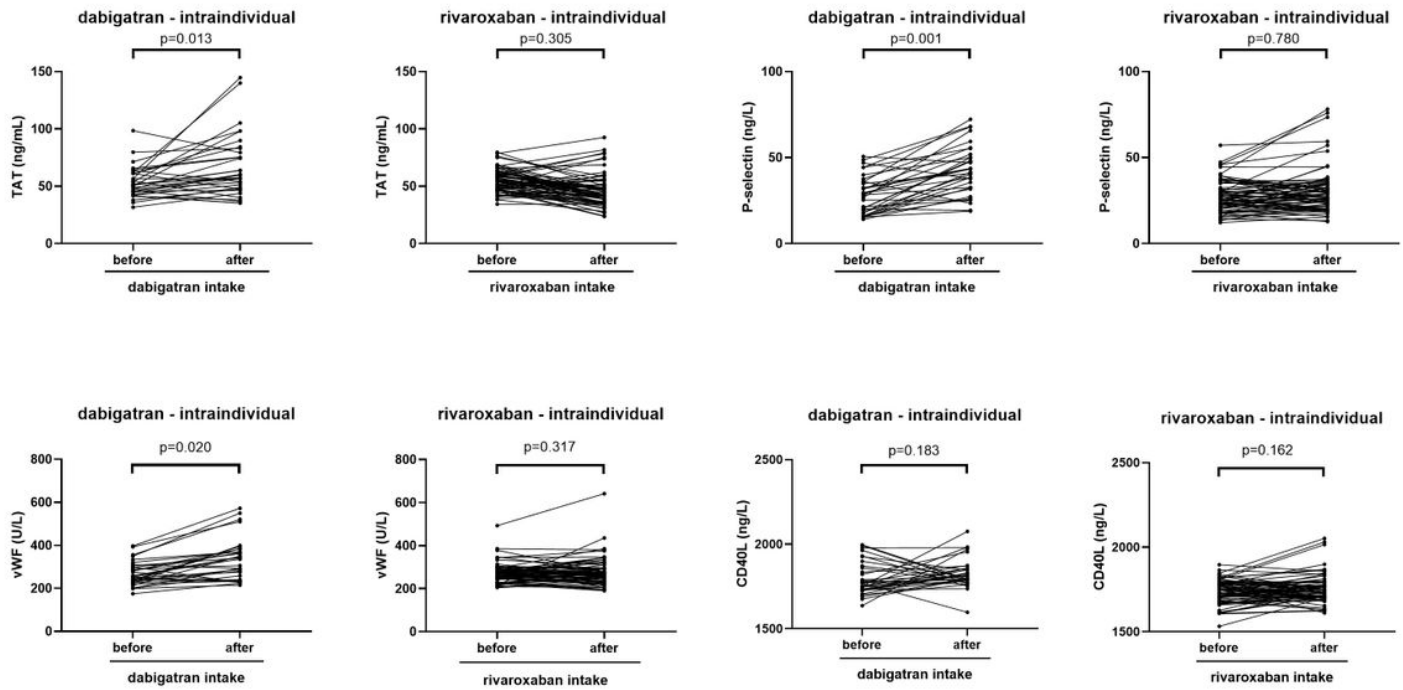 dabigatran - intraindividual
p=0.013
150
100
50
0
TAT (ng/mL)
before after
dabigatran intake
rivaroxaban - intraindividual
p=0.305
150
100
50
0
TAT (ng/mL)
before after
rivaroxaban intake
dabigatran - intraindividual
p=0.001
100
50
0
P-selectin (ng/L)
before after
dabigatran intake
rivaroxaban - intraindividual
p=0.780
100
50
0
P-selectin (ng/L)
before after
rivaroxaban intake
dabigatran - intraindividual
p=0.020
800
600
400
200
0
vWF (U/L)
before after
dabigatran intake
rivaroxaban - intraindividual
p=0.317
800
600
400
200
0
vWF (U/L)
before after
rivaroxaban intake
dabigatran - intraindividual
p=0.183
2500
2000
1500
CD40L (ng/L)
before after
dabigatran intake
rivaroxaban - intraindividual
p=0.162
2500
2000
1500
CD40L (ng/L)
before after
rivaroxaban intake